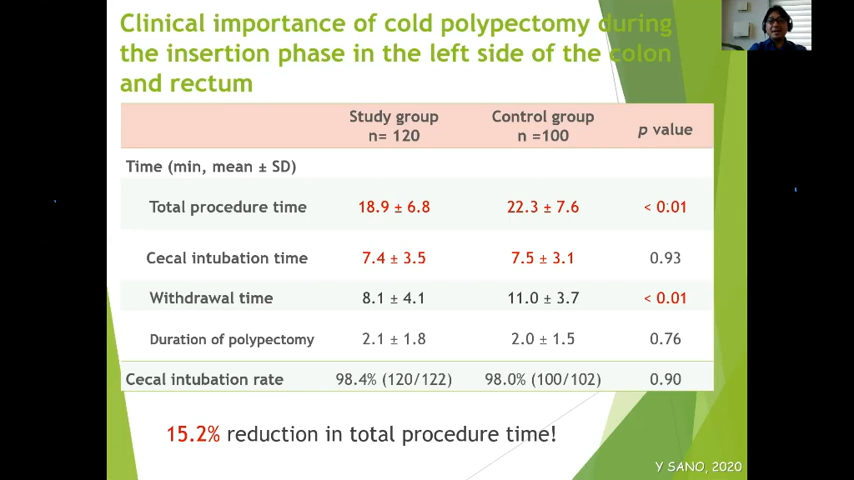 Clinical importance of cold polypectomy during
the insertion phase in the left side of the colon
and rectum
Study group n= 120 Control group n =100 p value
Time (min, mean ± SD)
Total procedure time 18.9 ± 6.8 22.3 ± 7.6 < 0.01
Cecal intubation time 7.4 ± 3.5 7.5 ± 3.1 0.93
Withdrawal time 8.1 ± 4.1 11.0 ± 3.7 < 0.01
Duration of polypectomy 2.1 ± 1.8 2.0 ± 1.5 0.76
Cecal intubation rate 98.4% (120/122) 98.0% (100/102) 0.90
15.2% reduction in total procedure time!
Y SANO, 2020